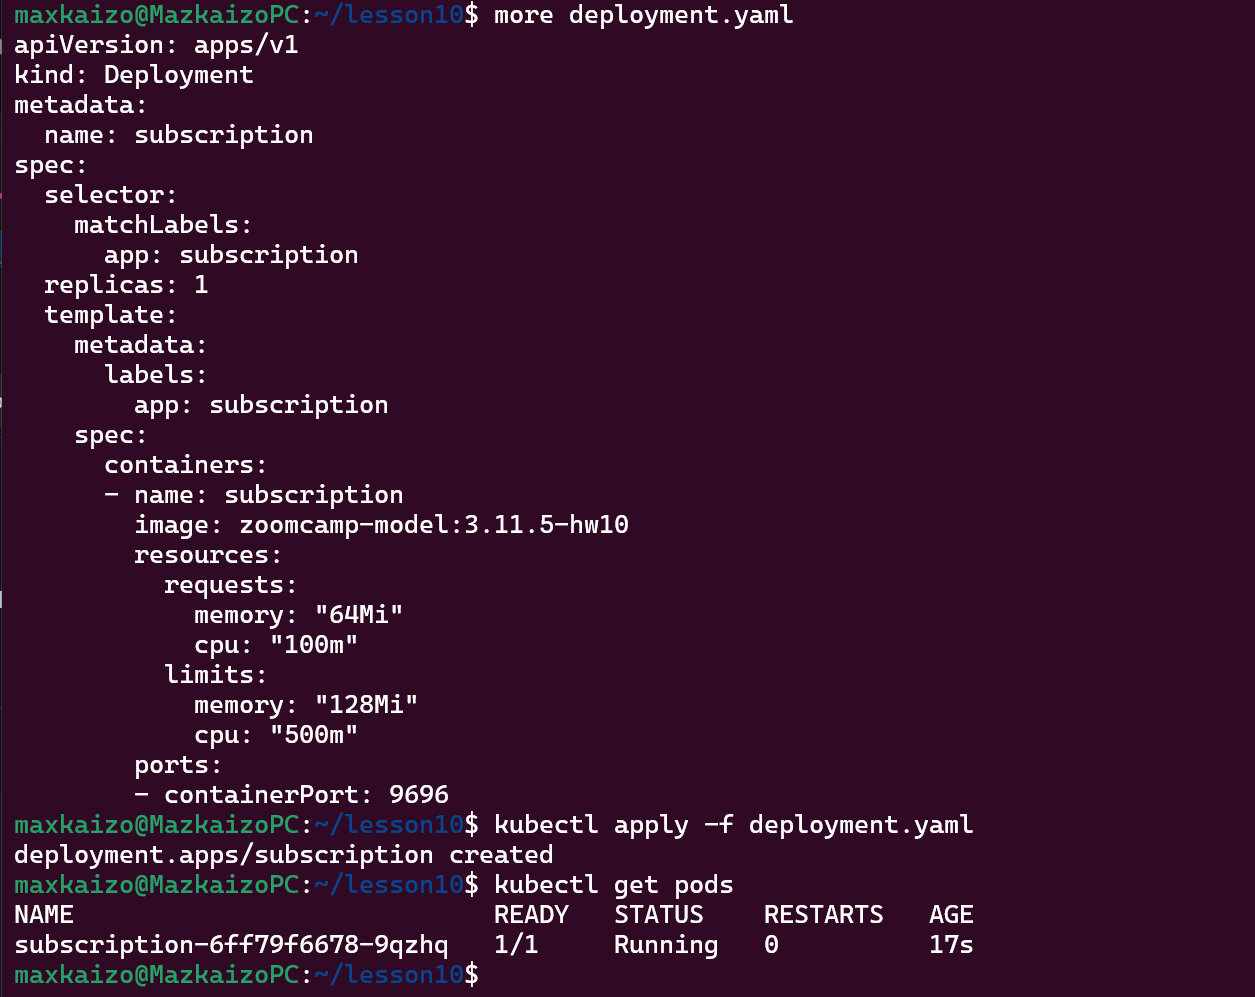 maxkaizo@MazkaizoPC:~/lesson10$ more deployment.yaml
apiVersion: apps/v1
kind: Deployment
metadata:
  name: subscription
spec:
  selector:
    matchLabels:
      app: subscription
  replicas: 1
  template:
    metadata:
      labels:
        app: subscription
    spec:
      containers:
      - name: subscription
        image: zoomcamp-model:3.11.5-hw10
        resources:
          requests:
            memory: "64Mi"
            cpu: "100m"
          limits:
            memory: "128Mi"
            cpu: "500m"
        ports:
        - containerPort: 9696
maxkaizo@MazkaizoPC:~/lesson10$ kubectl apply -f deployment.yaml
deployment.apps/subscription created
maxkaizo@MazkaizoPC:~/lesson10$ kubectl get pods
NAME                            READY   STATUS    RESTARTS   AGE
subscription-6ff79f6678-9qzhq   1/1     Running   0          17s
maxkaizo@MazkaizoPC:~/lesson10$